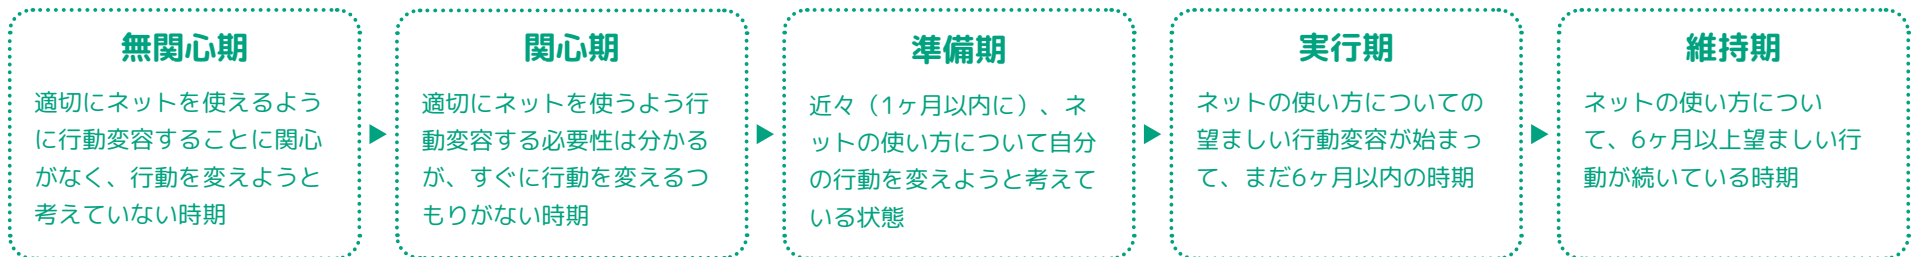 無関心期
適切にネットを使えるよう
に行動変容することに関心
がなく、行動を変えようと
考えていない時期
▶
関心期
適切にネットを使うよう行
動変容する必要性は分かる
が、すぐに行動を変えるつ
もりがない時期
▶
準備期
近々（1ヶ月以内に）、ネ
ットの使い方について自分
の行動を変えようと考えて
いる状態
▶
実行期
ネットの使い方についての
望ましい行動変容が始まっ
て、まだ6ヶ月以内の時期
▶
維持期
ネットの使い方につい
て、6ヶ月以上望ましい行
動が続いている時期